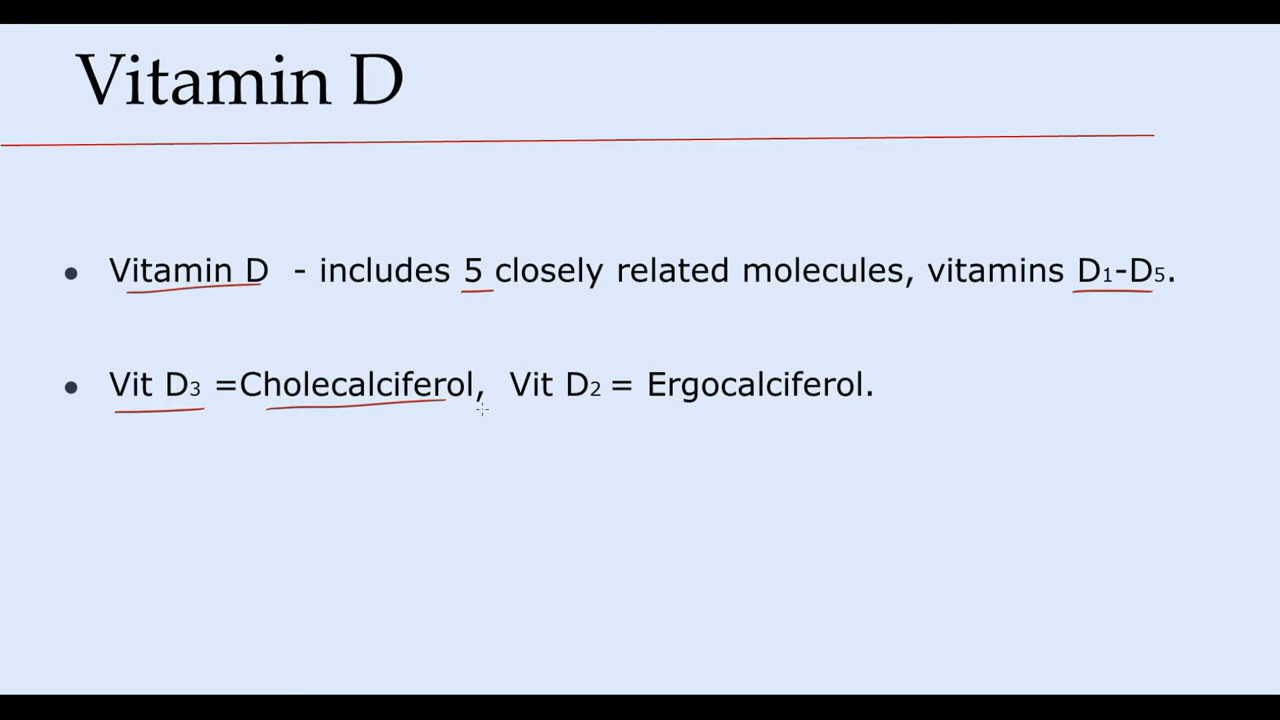 Vitamin D
• Vitamin D - includes 5 closely related molecules, vitamins D₁-D₅.
• Vit D₃ =Cholecalciferol, Vit D₂ = Ergocalciferol.